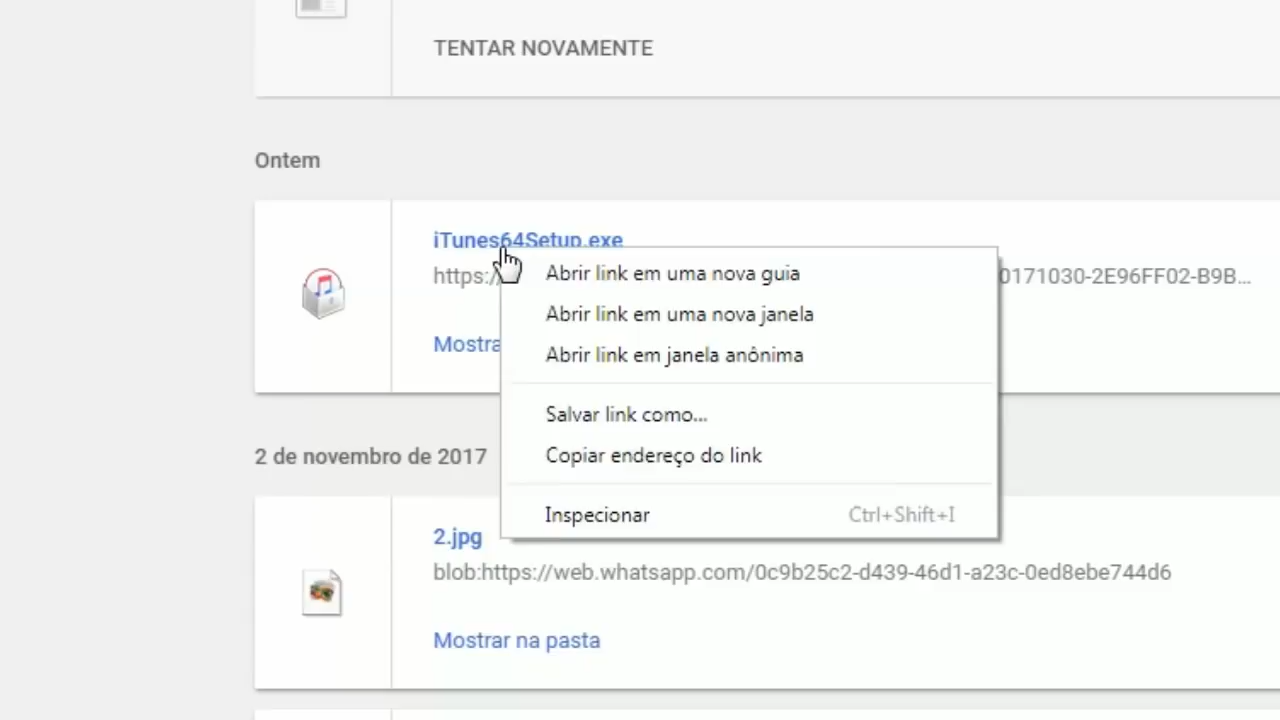 TENTAR NOVAMENTE
Ontem
iTunes64Setup.exe
https:/
0171030-2E96FF02-B9B...
Abrir link em uma nova guia
Abrir link em uma nova janela
Mostra
Abrir link em janela anônima
Salvar link como...
Copiar endereço do link
2 de novembro de 2017
Inspecionar Ctrl+Shift+I
2.jpg
blob:https://web.whatsapp.com/0c9b25c2-d439-46d1-a23c-0ed8ebe744d6
Mostrar na pasta